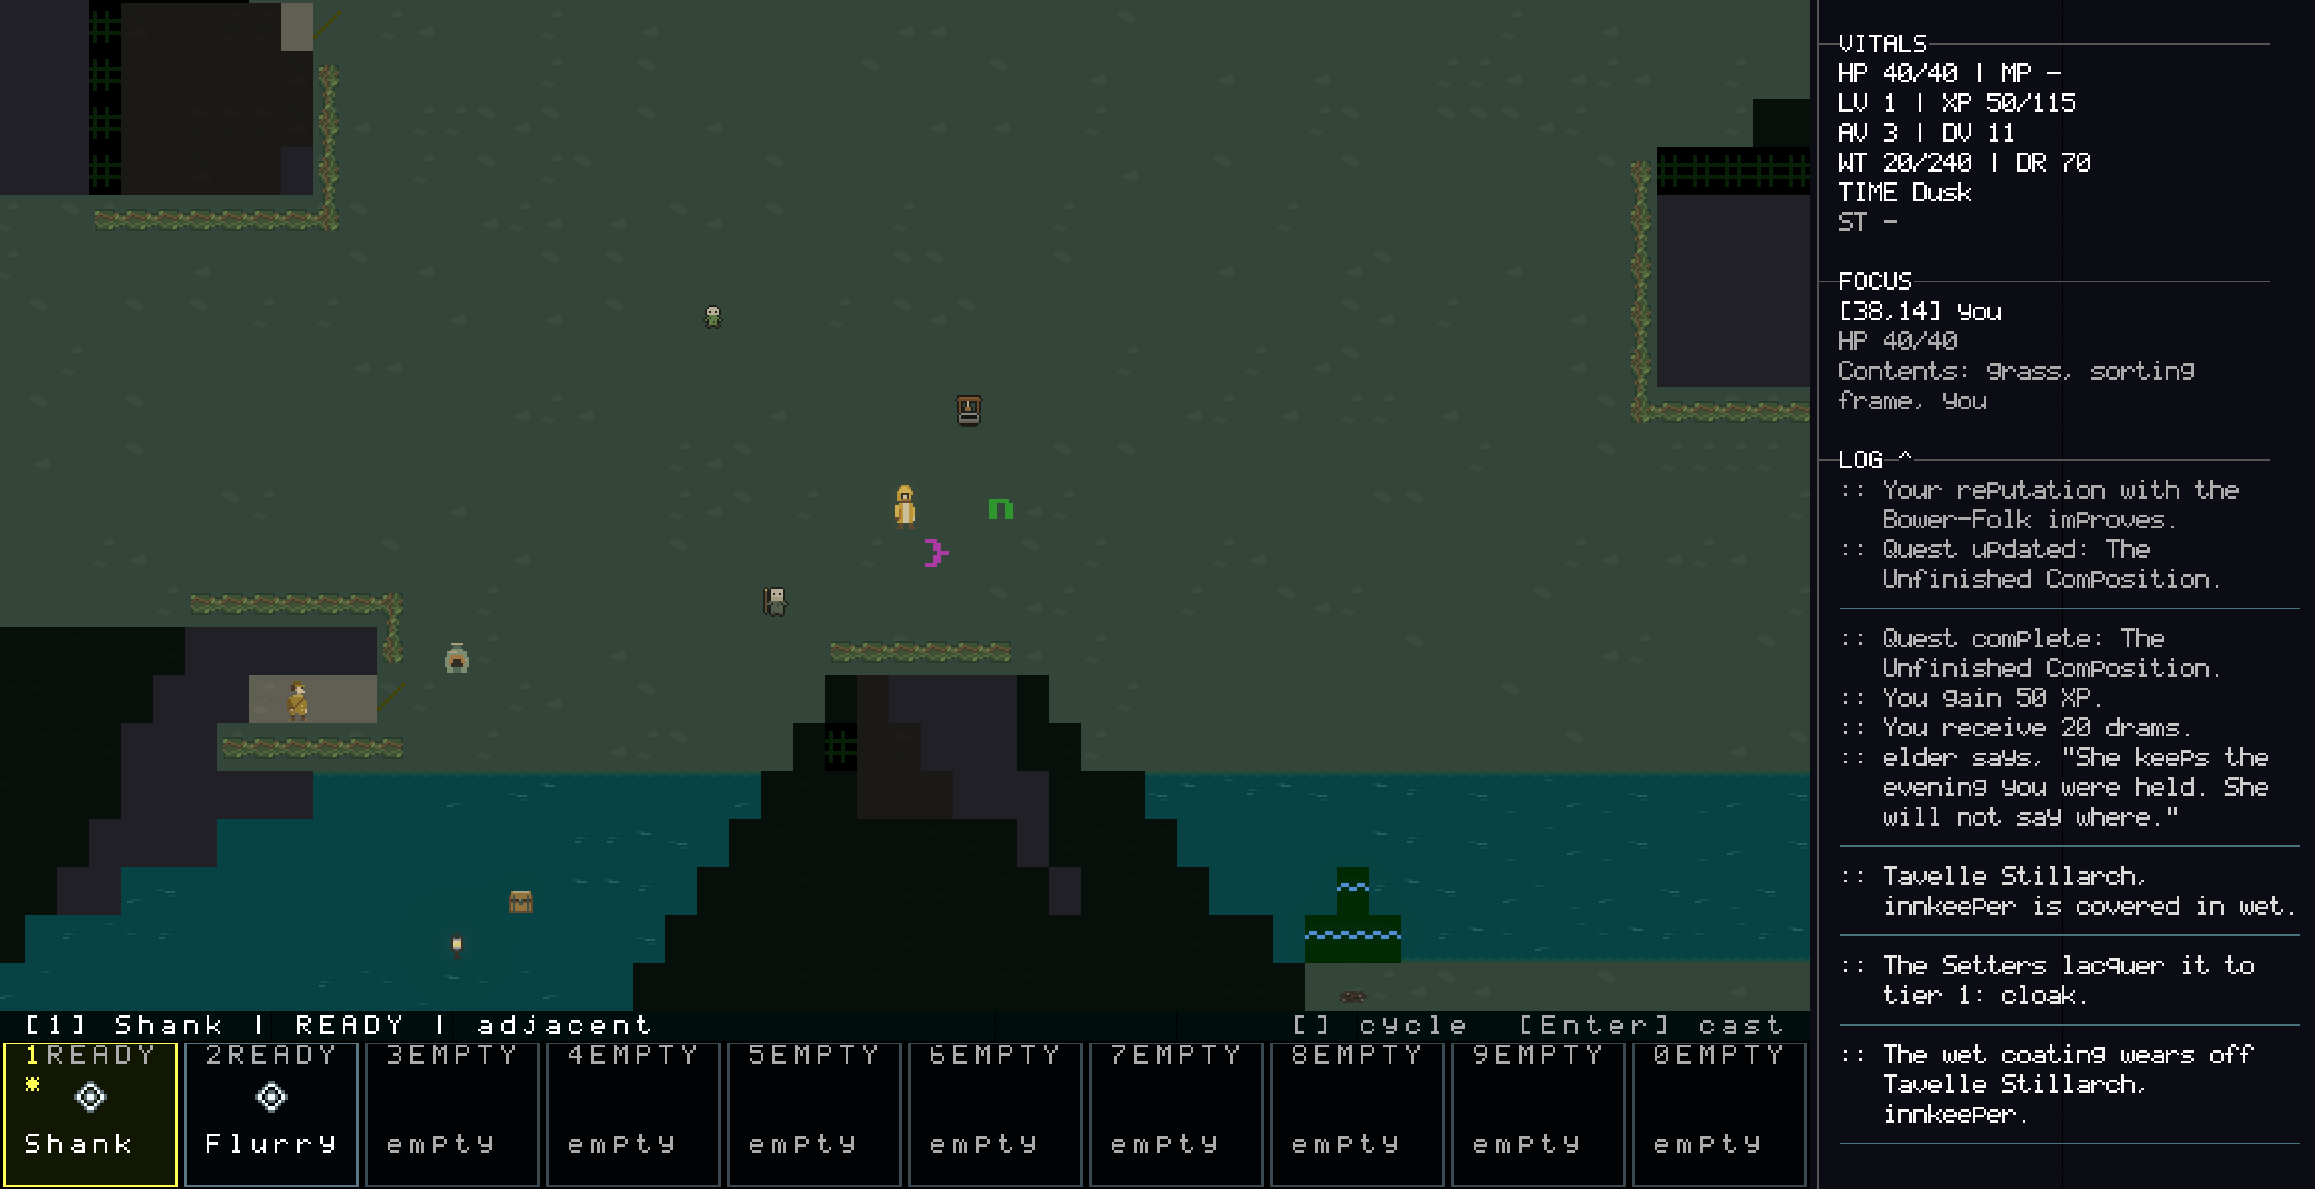 VITALS
HP 40/40 | MP -
LV 1 | XP 50/115
AV 3 | DV 11
WT 20/240 | DR 70
TIME Dusk
ST -
FOCUS
[38,14] you
HP 40/40
Contents: grass, sorting
frame, you
LOG ^
:: Your reputation with the
Bower-Folk improves.
:: Quest updated: The
Unfinished Composition.
:: Quest complete: The
Unfinished Composition.
:: You gain 50 XP.
:: You receive 20 drams.
:: elder says, "She keeps the
evening you were held. She
will not say where."
:: Tavelle Stillarch,
innkeeper is covered in wet.
:: The Setters lacquer it to
tier 1: cloak.
:: The wet coating wears off
Tavelle Stillarch,
innkeeper.
n
}
[1] Shank | READY | adjacent
[] cycle [Enter] cast
1READY 2READY 3EMPTY 4EMPTY 5EMPTY 6EMPTY 7EMPTY 8EMPTY 9EMPTY 0EMPTY
Shank Flurry empty empty empty empty empty empty empty empty